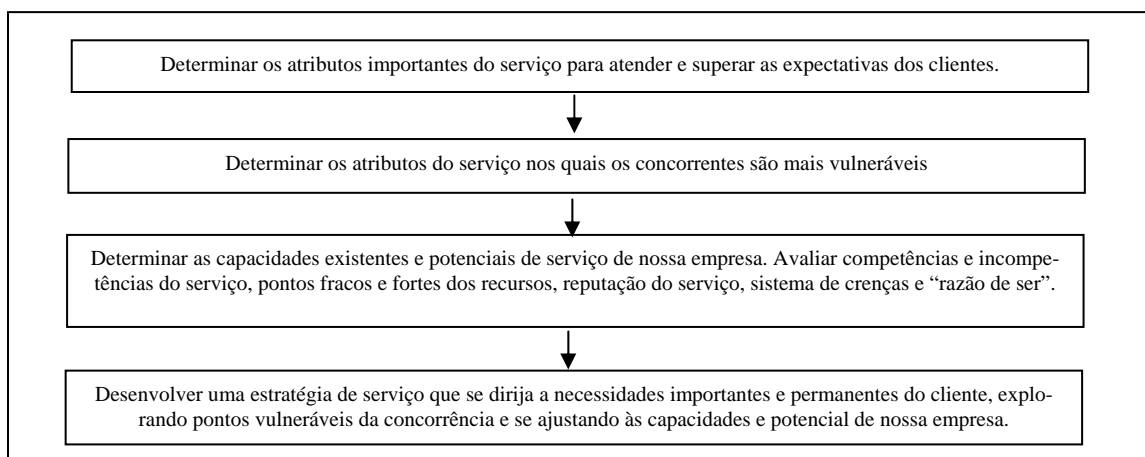 Determinar os atributos importantes do serviço para atender e superar as expectativas dos clientes.
Determinar os atributos do serviço nos quais os concorrentes são mais vulneráveis
Determinar as capacidades existentes e potenciais de serviço de nossa empresa. Avaliar competências e incompe-
tências do serviço, pontos fracos e fortes dos recursos, reputação do serviço, sistema de crenças e “razão de ser”.
Desenvolver uma estratégia de serviço que se dirija a necessidades importantes e permanentes do cliente, explo-
rando pontos vulneráveis da concorrência e se ajustando às capacidades e potencial de nossa empresa.